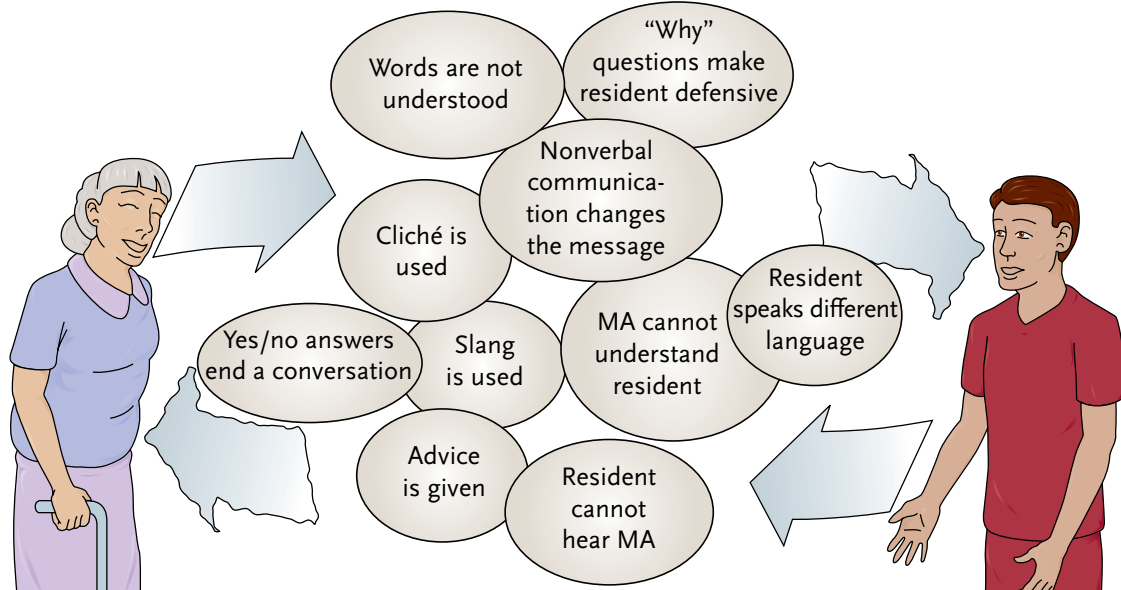 Words are not
understood
“Why”
questions make
resident defensive
Nonverbal
communica-
tion changes
the message
Cliché is
used
Resident
speaks different
language
MA cannot
understand
resident
Yes/no answers
end a conversation
Slang
is used
Advice
is given
Resident
cannot
hear MA